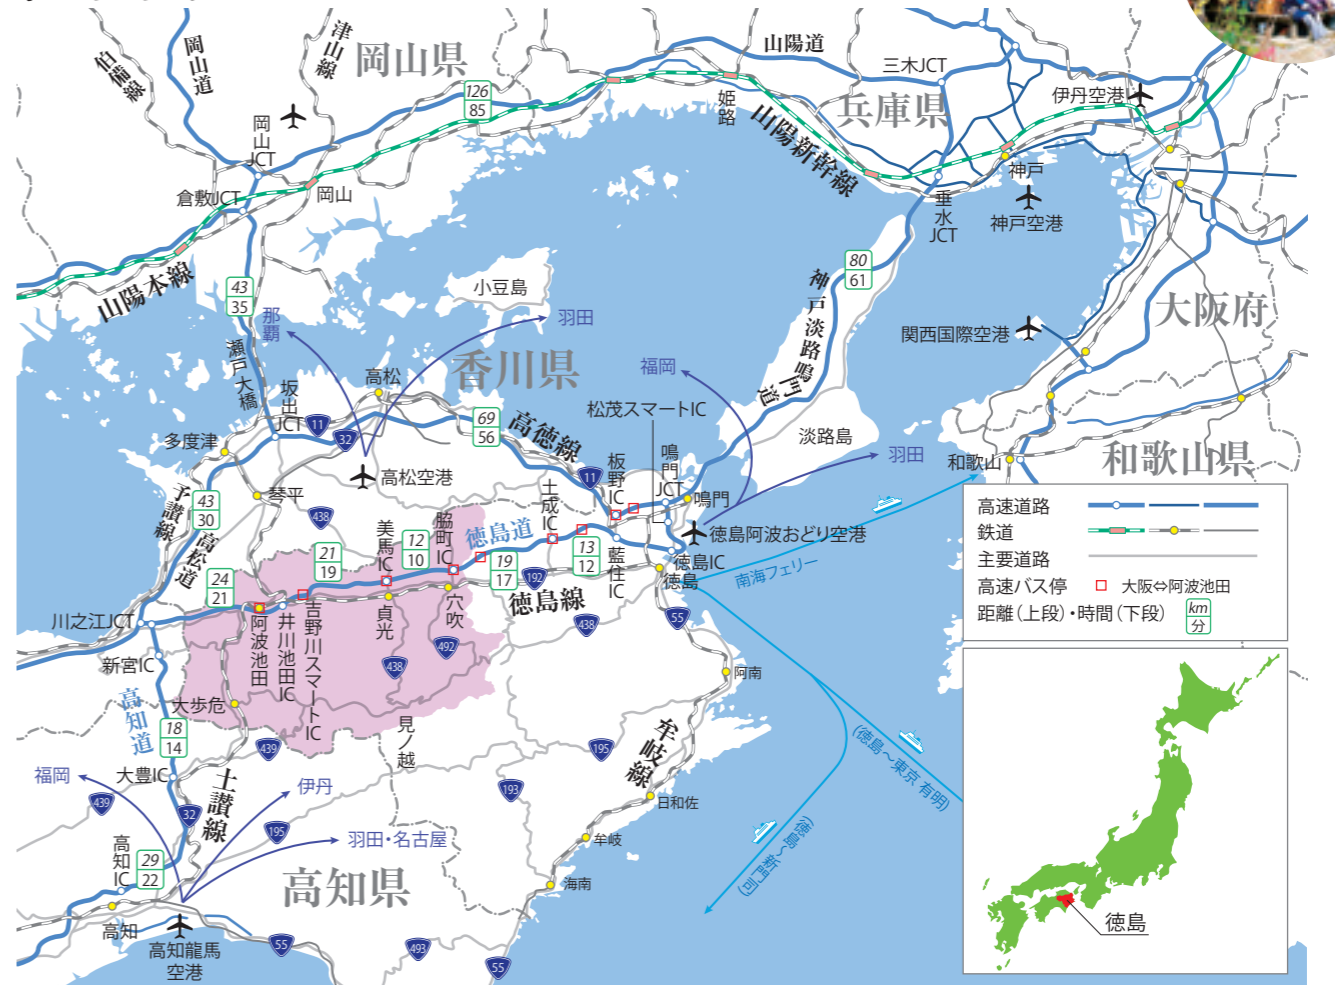 伯備線
岡山道
津山線
岡山県
山陽道
三木JCT
伊丹空港
126
85
姫路
兵庫県
山陽新幹線
岡山JCT
岡山
倉敷JCT
神戸
神戸空港
垂水JCT
山陽本線
43
35
小豆島
80
61
神戸淡路鳴門道
大阪府
関西国際空港
那覇
羽田
瀬戸大橋
香川県
福岡
高松
坂出JCT
11
32
69
56
高徳線
松茂スマートIC
淡路島
羽田
多度津
高松空港
琴平
予讃線
43
30
高松道
438
板野IC
11
鳴門JCT
鳴門
和歌山
和歌山県
土成IC
徳島道
脇町IC
美馬IC
12
10
21
19
24
21
13
12
19
17
192
藍住IC
徳島阿波おどり空港
徳島IC
徳島
南海フェリー
徳島線
438
55
川之江JCT
新宮IC
阿波池田
井川池田IC
吉野川スマートIC
貞光
穴吹
492
438
大歩危
見ノ越
439
高知道
18
14
大豊IC
福岡
439
32
土讃線
伊丹
195
羽田・名古屋
高知IC
29
22
高知県
高知
高知龍馬
空港
55
493
55
193
195
牟岐線
阿南
日和佐
牟岐
海南
(徳島～東京 有明)
(徳島～新門司)
高速道路
鉄道
主要道路
高速バス停
大阪⇔阿波池田
距離(上段)・時間(下段)
km
分
徳島